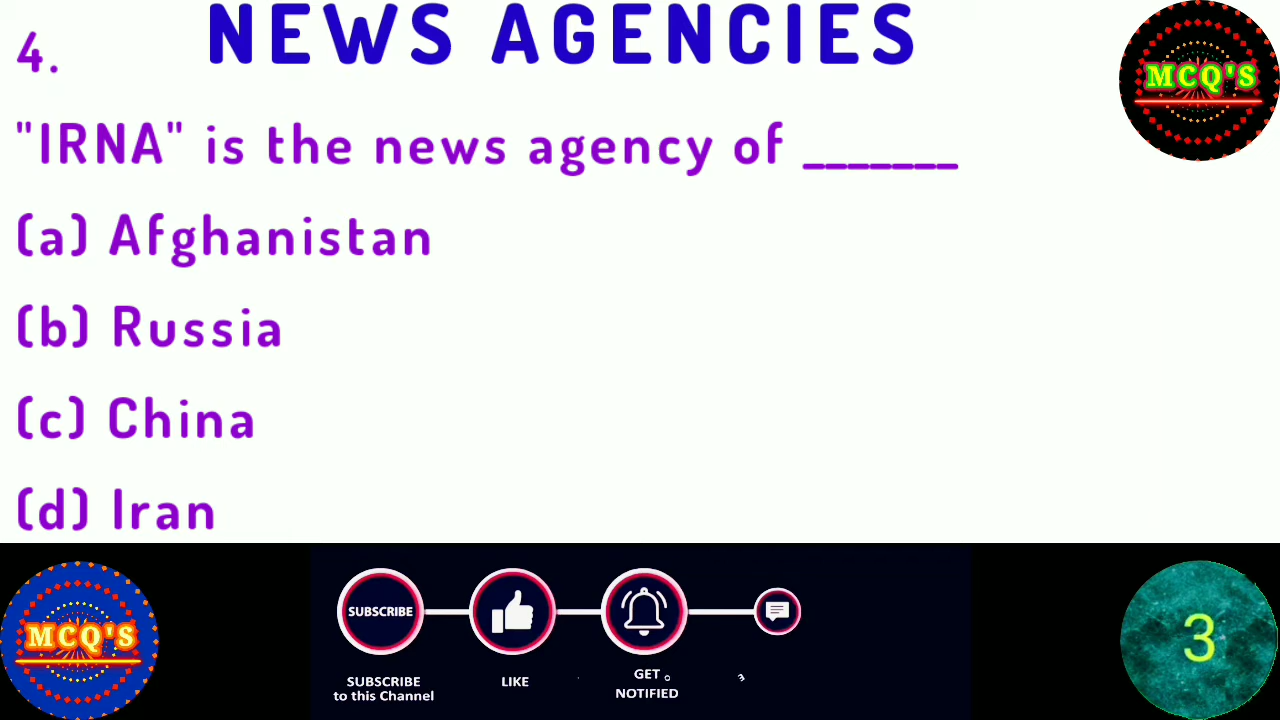 NEWS AGENCIES
4.
MCQ'S
"IRNA" is the news agency of _______
(a) Afghanistan
(b) Russia
(c) China
(d) Iran
MCQ'S
SUBSCRIBE
SUBSCRIBE
to this Channel
LIKE
GET
NOTIFIED
3